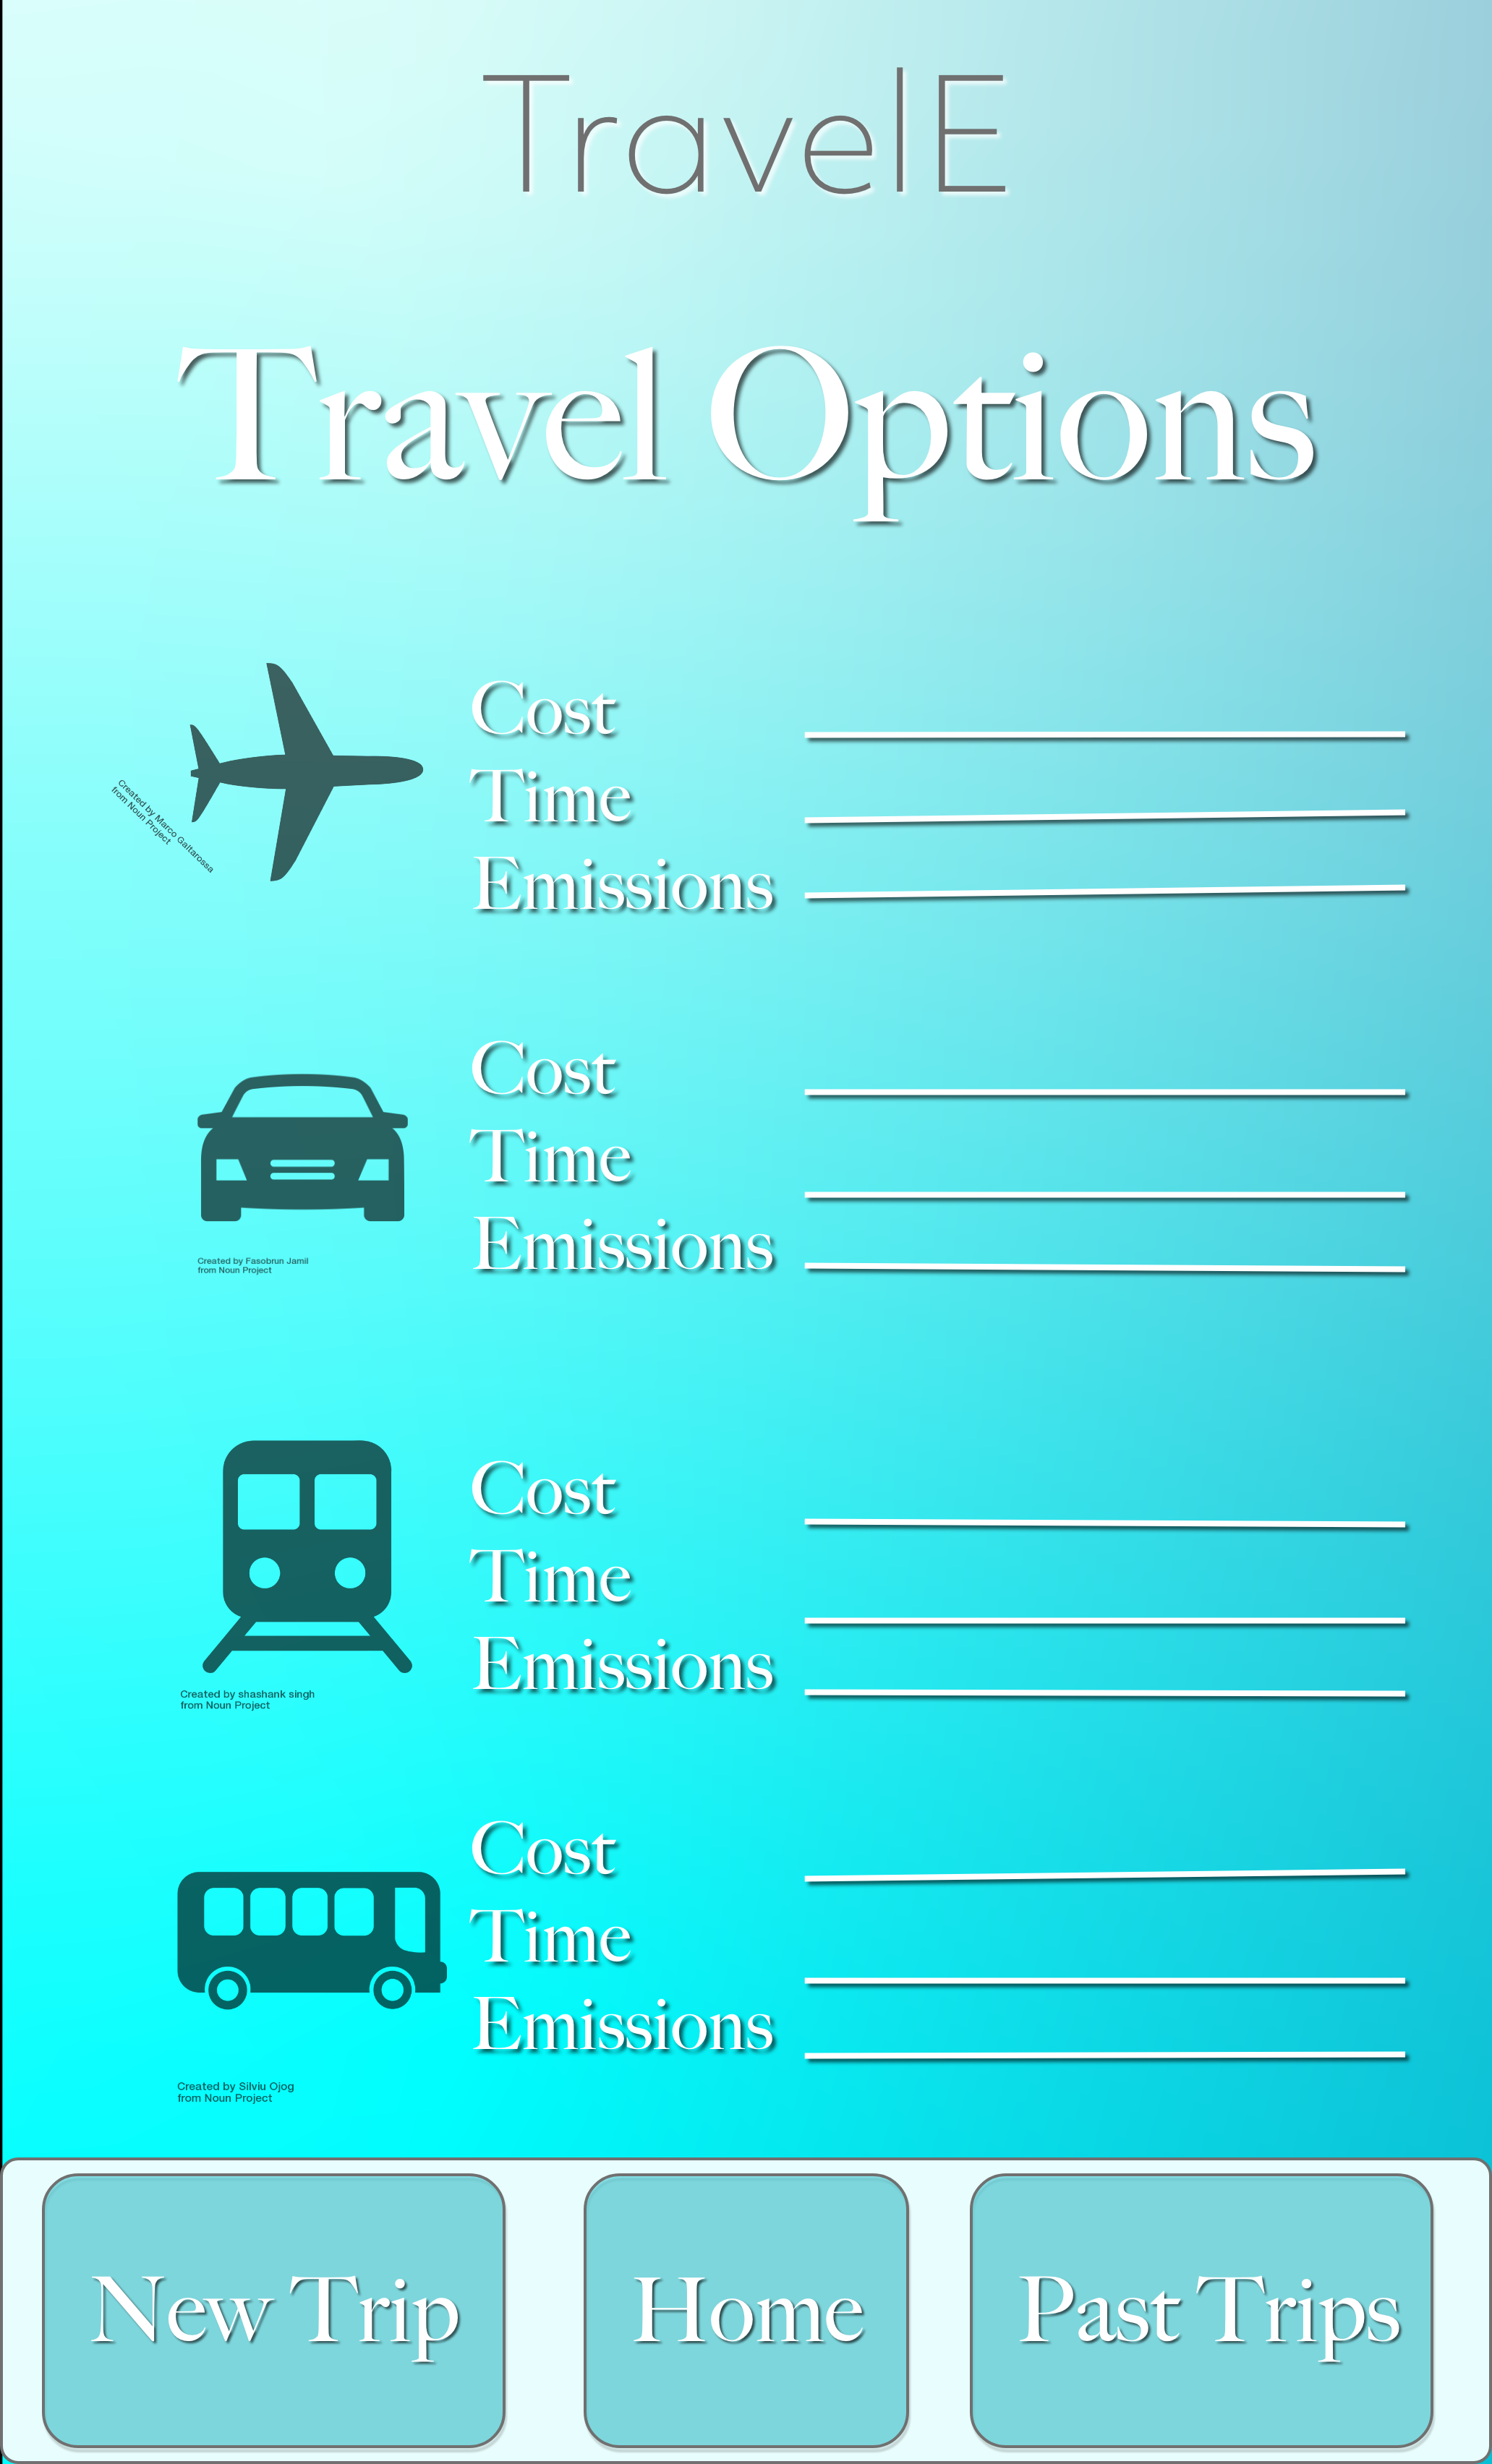 TravelE
Travel Options
Cost
Time
Emissions
Created by Marco Galtarossa
from Noun Project
Cost
Time
Emissions
Created by Fasobrun Jamil
from Noun Project
Cost
Time
Emissions
Created by shashank singh
from Noun Project
Cost
Time
Emissions
Created by Silviu Ojog
from Noun Project
New Trip
Home
Past Trips